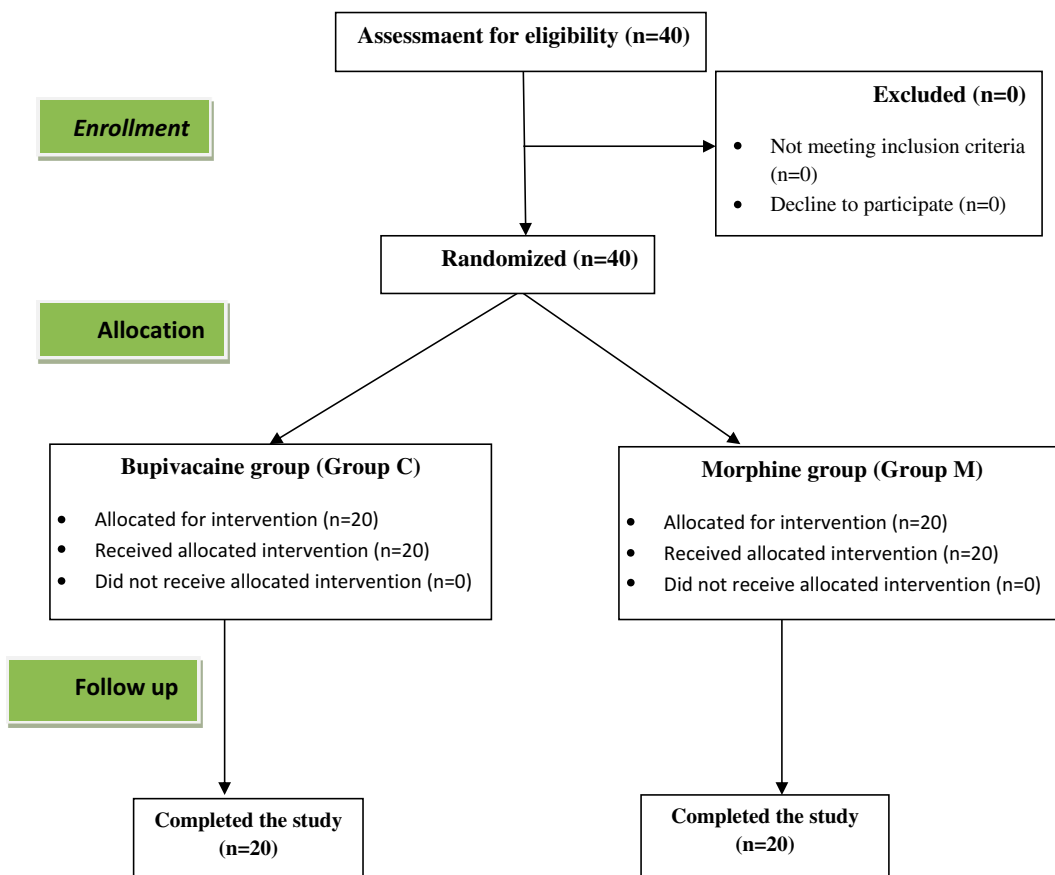 Assessmaent for eligibility (n=40)
Enrollment
Excluded (n=0)
• Not meeting inclusion criteria
(n=0)
• Decline to participate (n=0)
Randomized (n=40)
Allocation
Bupivacaine group (Group C)
• Allocated for intervention (n=20)
• Received allocated intervention (n=20)
• Did not receive allocated intervention (n=0)
Morphine group (Group M)
• Allocated for intervention (n=20)
• Received allocated intervention (n=20)
• Did not receive allocated intervention (n=0)
Follow up
Completed the study
(n=20)
Completed the study
(n=20)